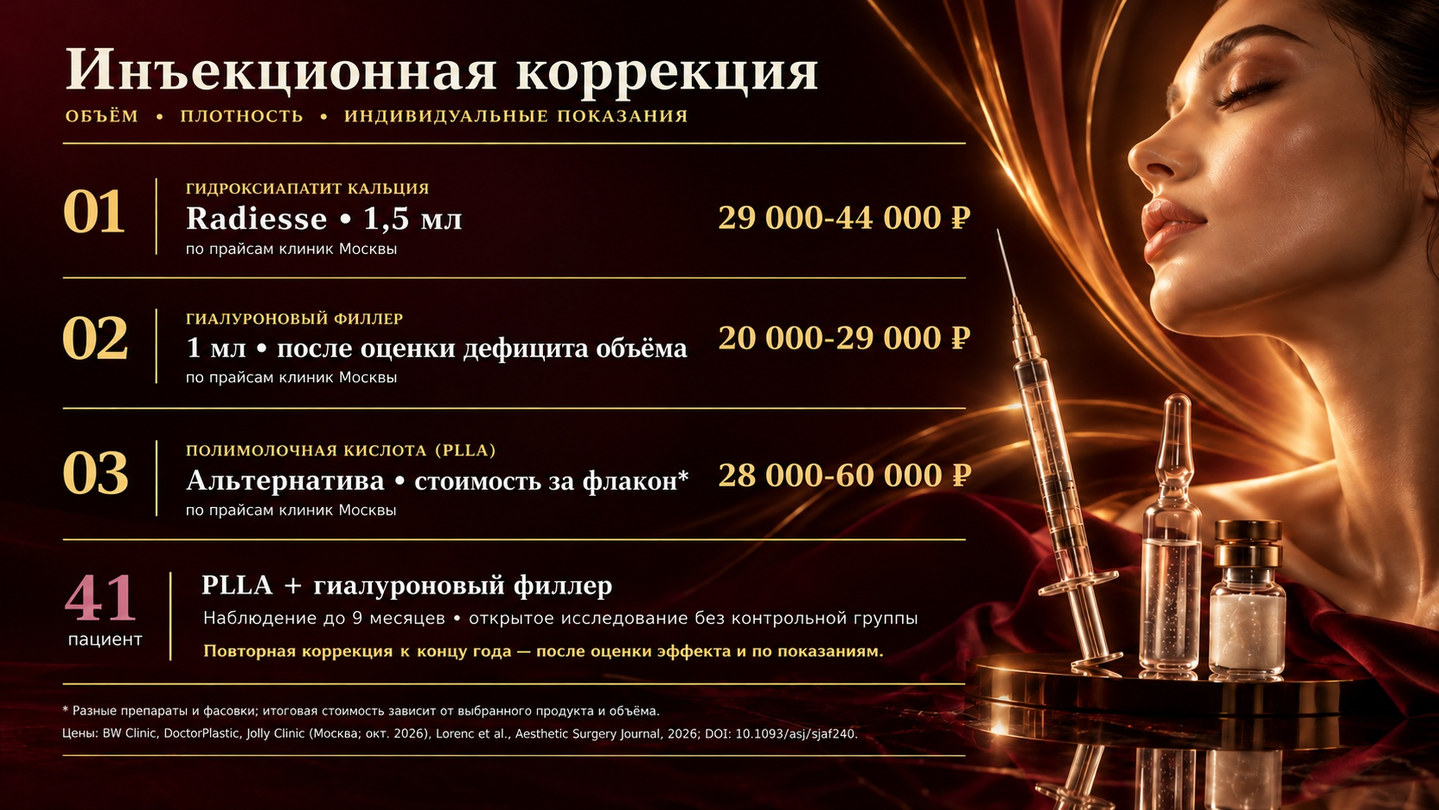 Инъекционная коррекция
ОБЪЁМ • ПЛОТНОСТЬ • ИНДИВИДУАЛЬНЫЕ ПОКАЗАНИЯ
01
ГИДРОКСИАПАТИТ КАЛЬЦИЯ
Radiesse • 1,5 мл
по прайсам клиник Москвы
29 000-44 000 ₽
02
ГИАЛУРОНОВЫЙ ФИЛЛЕР
1 мл • после оценки дефицита объёма
по прайсам клиник Москвы
20 000-29 000 ₽
03
ПОЛИМОЛОЧНАЯ КИСЛОТА (PLLA)
Альтернатива • стоимость за флакон*
по прайсам клиник Москвы
28 000-60 000 ₽
41
пациент
PLLA + гиалуроновый филлер
Наблюдение до 9 месяцев • открытое исследование без контрольной группы
Повторная коррекция к концу года — после оценки эффекта и по показаниям.
* Разные препараты и фасовки; итоговая стоимость зависит от выбранного продукта и объёма.
Цены: BW Clinic, DoctorPlastic, Jolly Clinic (Москва; окт. 2026), Lorenc et al., Aesthetic Surgery Journal, 2026; DOI: 10.1093/asj/sjaf240.